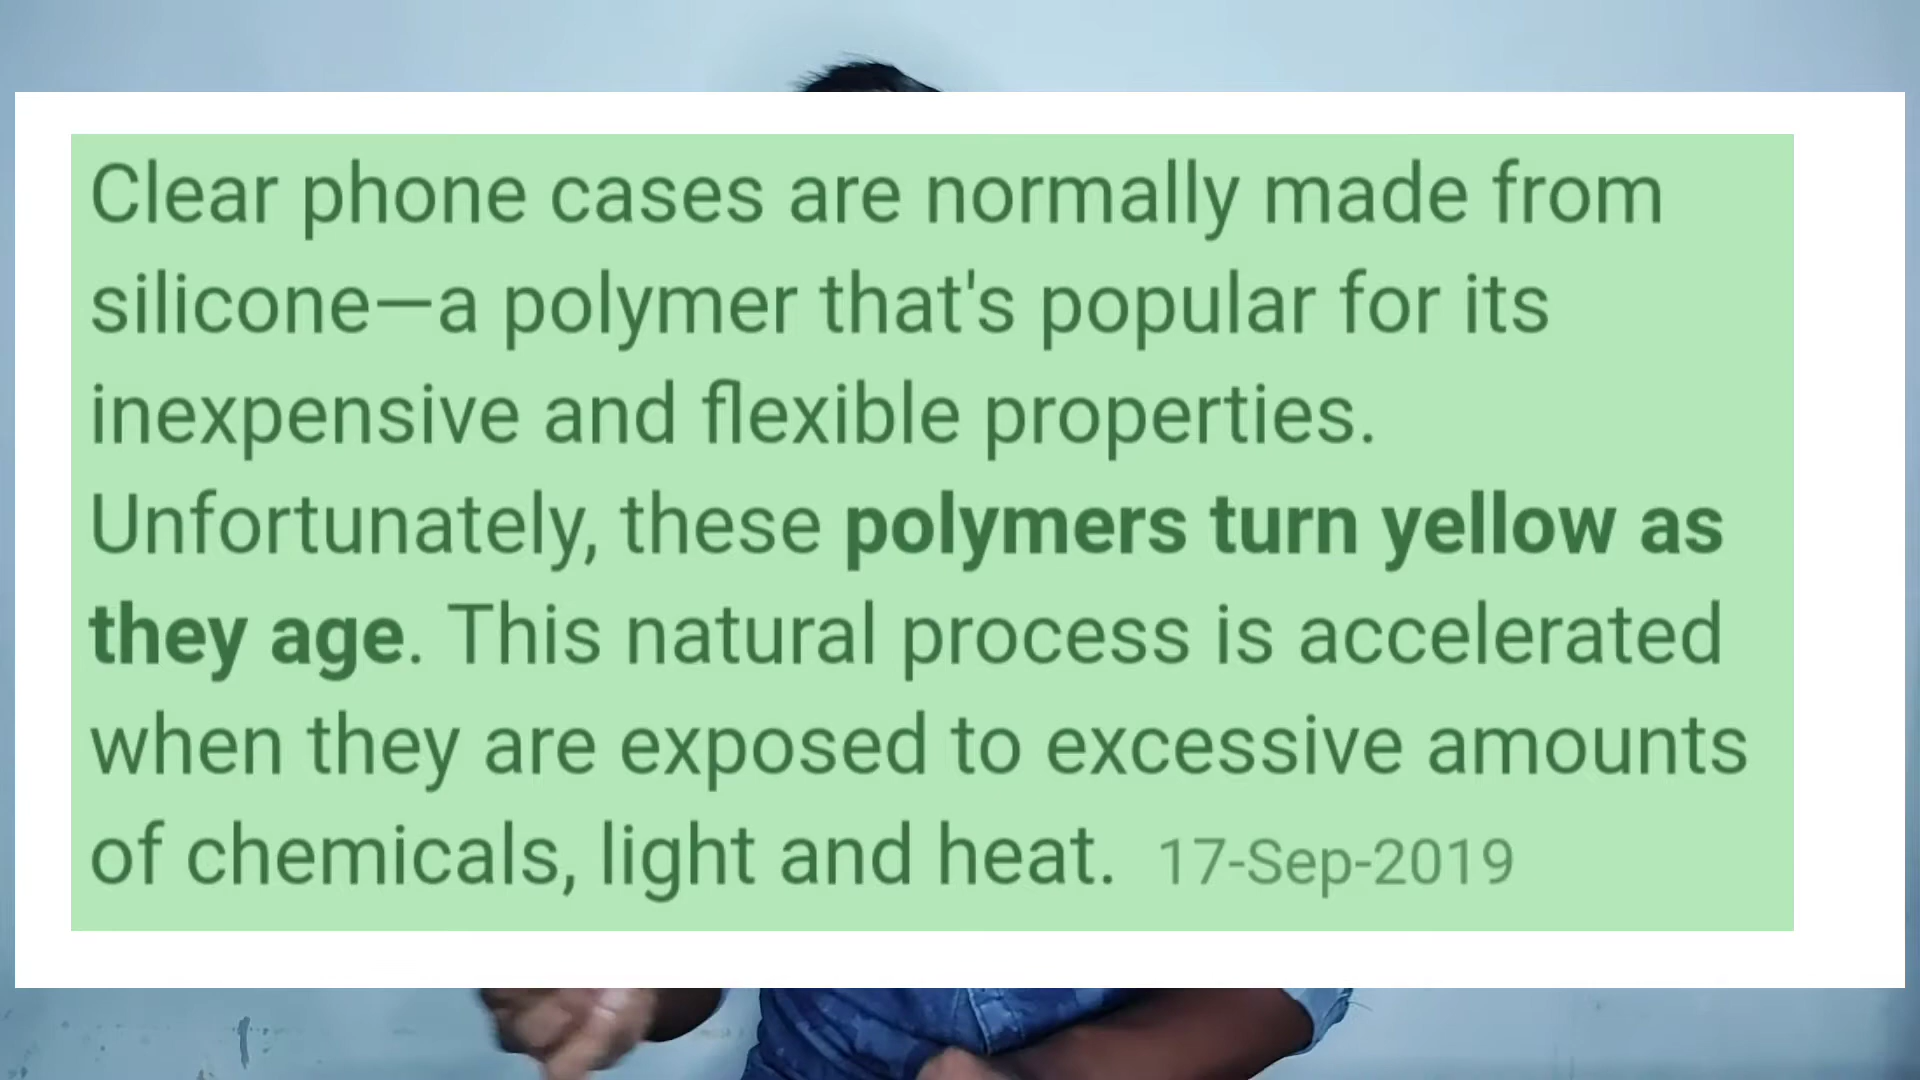 Clear phone cases are normally made from
silicone—a polymer that's popular for its
inexpensive and flexible properties.
Unfortunately, these polymers turn yellow as
they age. This natural process is accelerated
when they are exposed to excessive amounts
of chemicals, light and heat. 17-Sep-2019